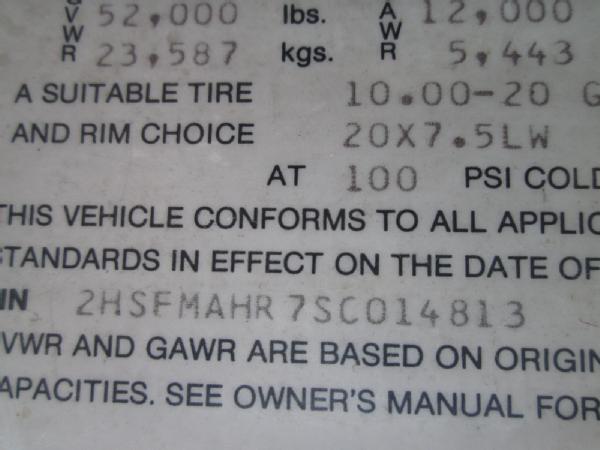 GVWR 52,000 lbs. AWR 12,000
23,587 kgs. 5,443
A SUITABLE TIRE 10.00-20 G
AND RIM CHOICE 20X7.5LW
AT 100 PSI COLD
THIS VEHICLE CONFORMS TO ALL APPLIC
STANDARDS IN EFFECT ON THE DATE OF
IN 2HSFMAHR7SC014813
VWR AND GAWR ARE BASED ON ORIGIN
APACITIES. SEE OWNER'S MANUAL FOR